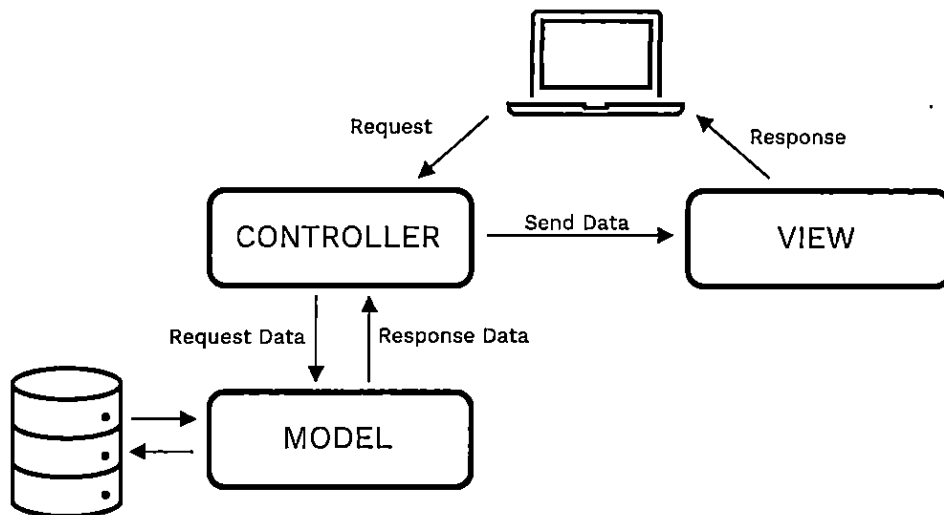 Request
Response
CONTROLLER
Send Data
VIEW
Request Data
Response Data
MODEL